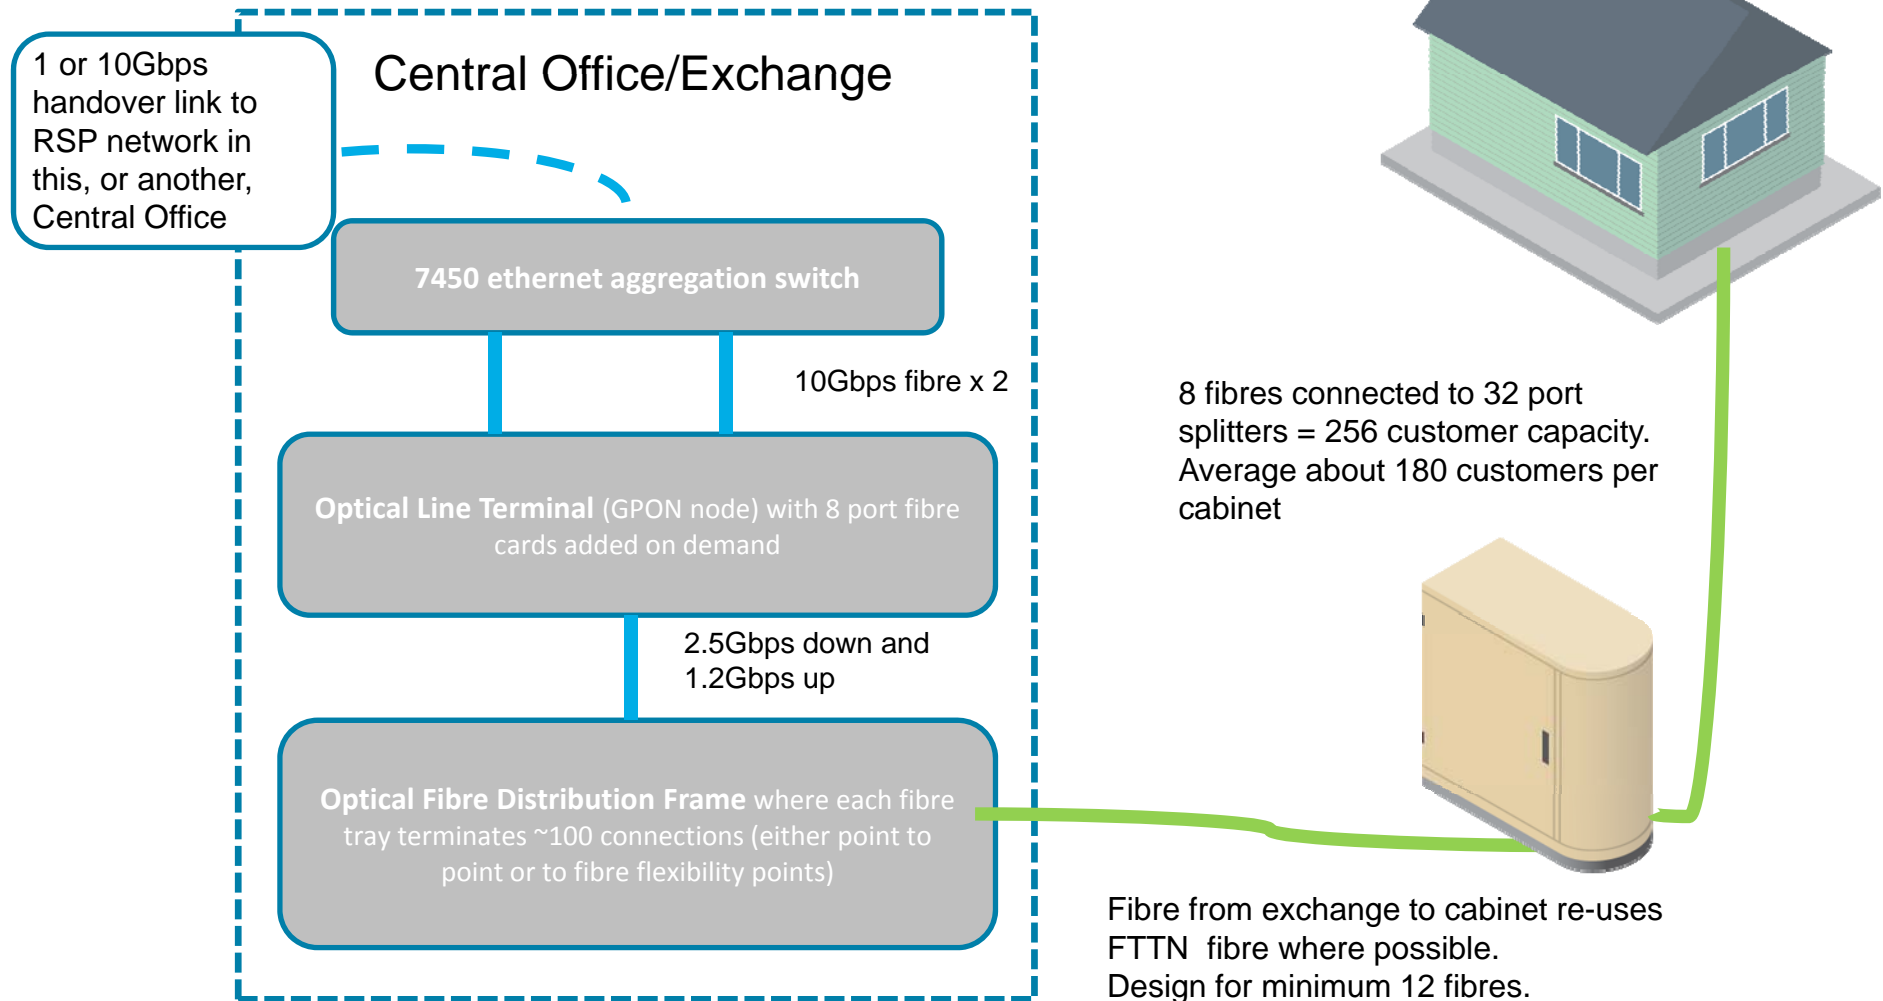 1 or 10Gbps
handover link to
RSP network in
this, or another,
Central Office
Central Office/Exchange
7450 ethernet aggregation switch
10Gbps fibre x 2
Optical Line Terminal (GPON node) with 8 port fibre
cards added on demand
2.5Gbps down and
1.2Gbps up
Optical Fibre Distribution Frame where each fibre
tray terminates ~100 connections (either point to
point or to fibre flexibility points)
8 fibres connected to 32 port
splitters = 256 customer capacity.
Average about 180 customers per
cabinet
Fibre from exchange to cabinet re-uses
FTTN  fibre where possible.
Design for minimum 12 fibres.